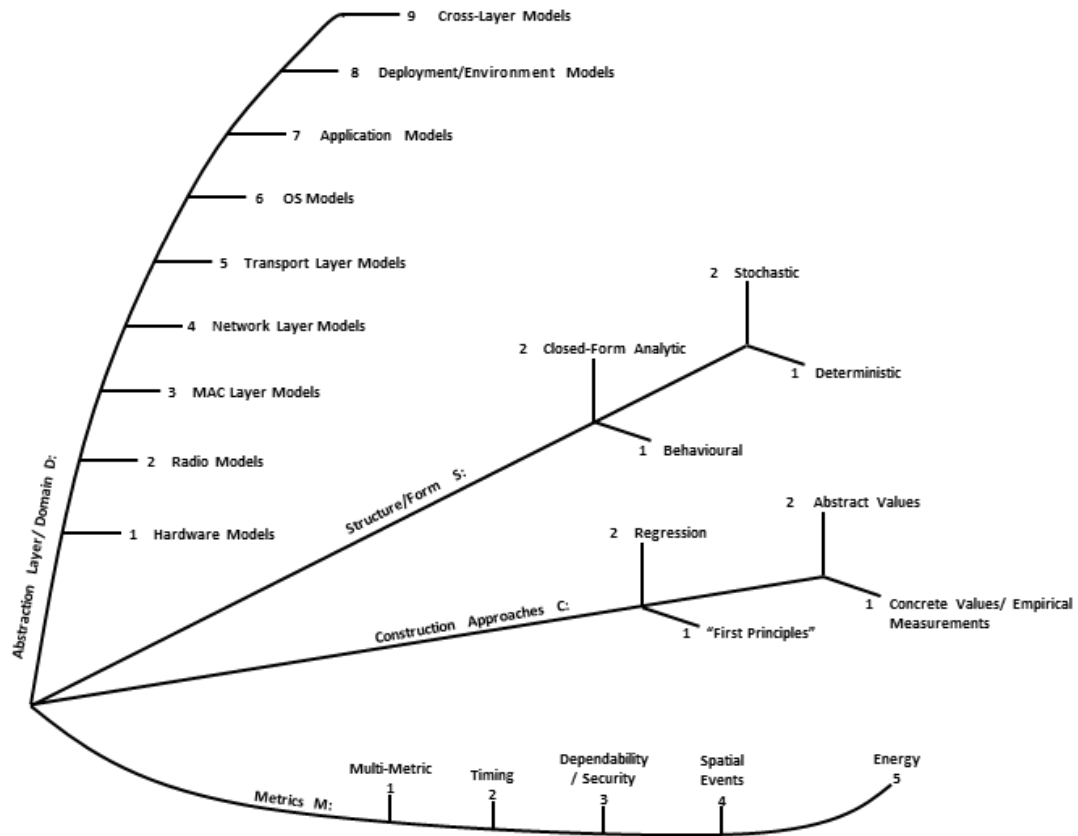 9 Cross-Layer Models
8 Deployment/Environment Models
7 Application Models
6 OS Models
5 Transport Layer Models
4 Network Layer Models
3 MAC Layer Models
2 Radio Models
1 Hardware Models
Abstraction Layer/ Domain D:
2 Stochastic
1 Deterministic
2 Closed-Form Analytic
1 Behavioural
Structure/Form S:
2 Abstract Values
1 Concrete Values/ Empirical
Measurements
2 Regression
1 “First Principles”
Construction Approaches C:
Metrics M:
Multi-Metric
1
Timing
2
Dependability
/ Security
3
Spatial
Events
4
Energy
5